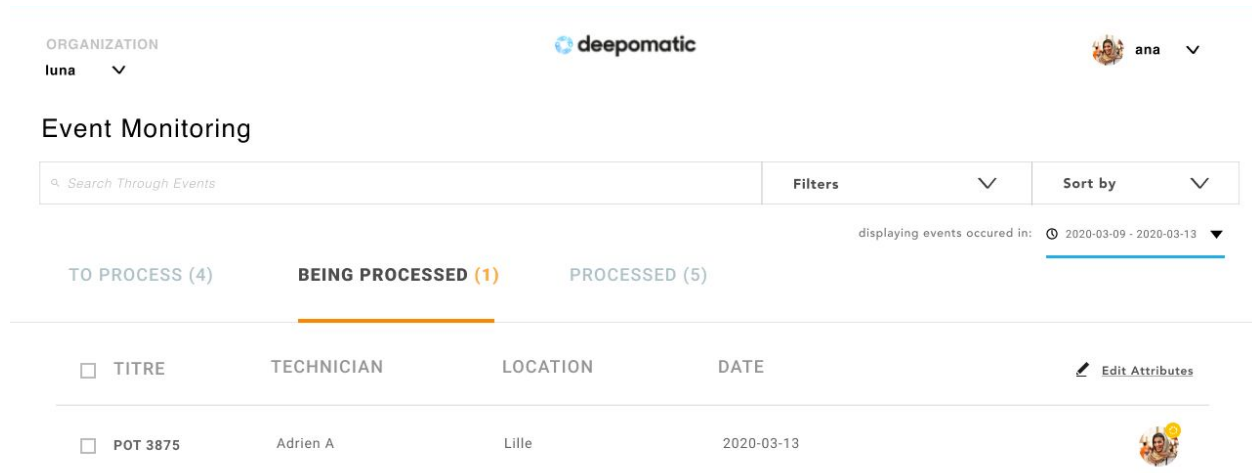 ORGANIZATION
luna
deepomatic
ana
Event Monitoring
Search Through Events
Filters
Sort by
displaying events occured in: 2020-03-09 - 2020-03-13
TO PROCESS (4) BEING PROCESSED (1) PROCESSED (5)
TITRE TECHNICIAN LOCATION DATE Edit Attributes
POT 3875 Adrien A Lille 2020-03-13